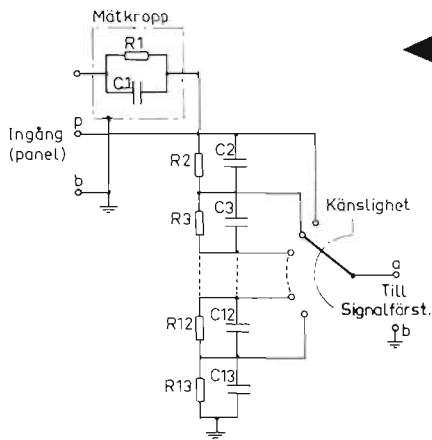 Mätkropp
R1
C1
p
Ingång
(panel)
b
R2
C2
R3
C3
Känslighet
a
Till
Signalförst.
b
R12
C12
R13
C13